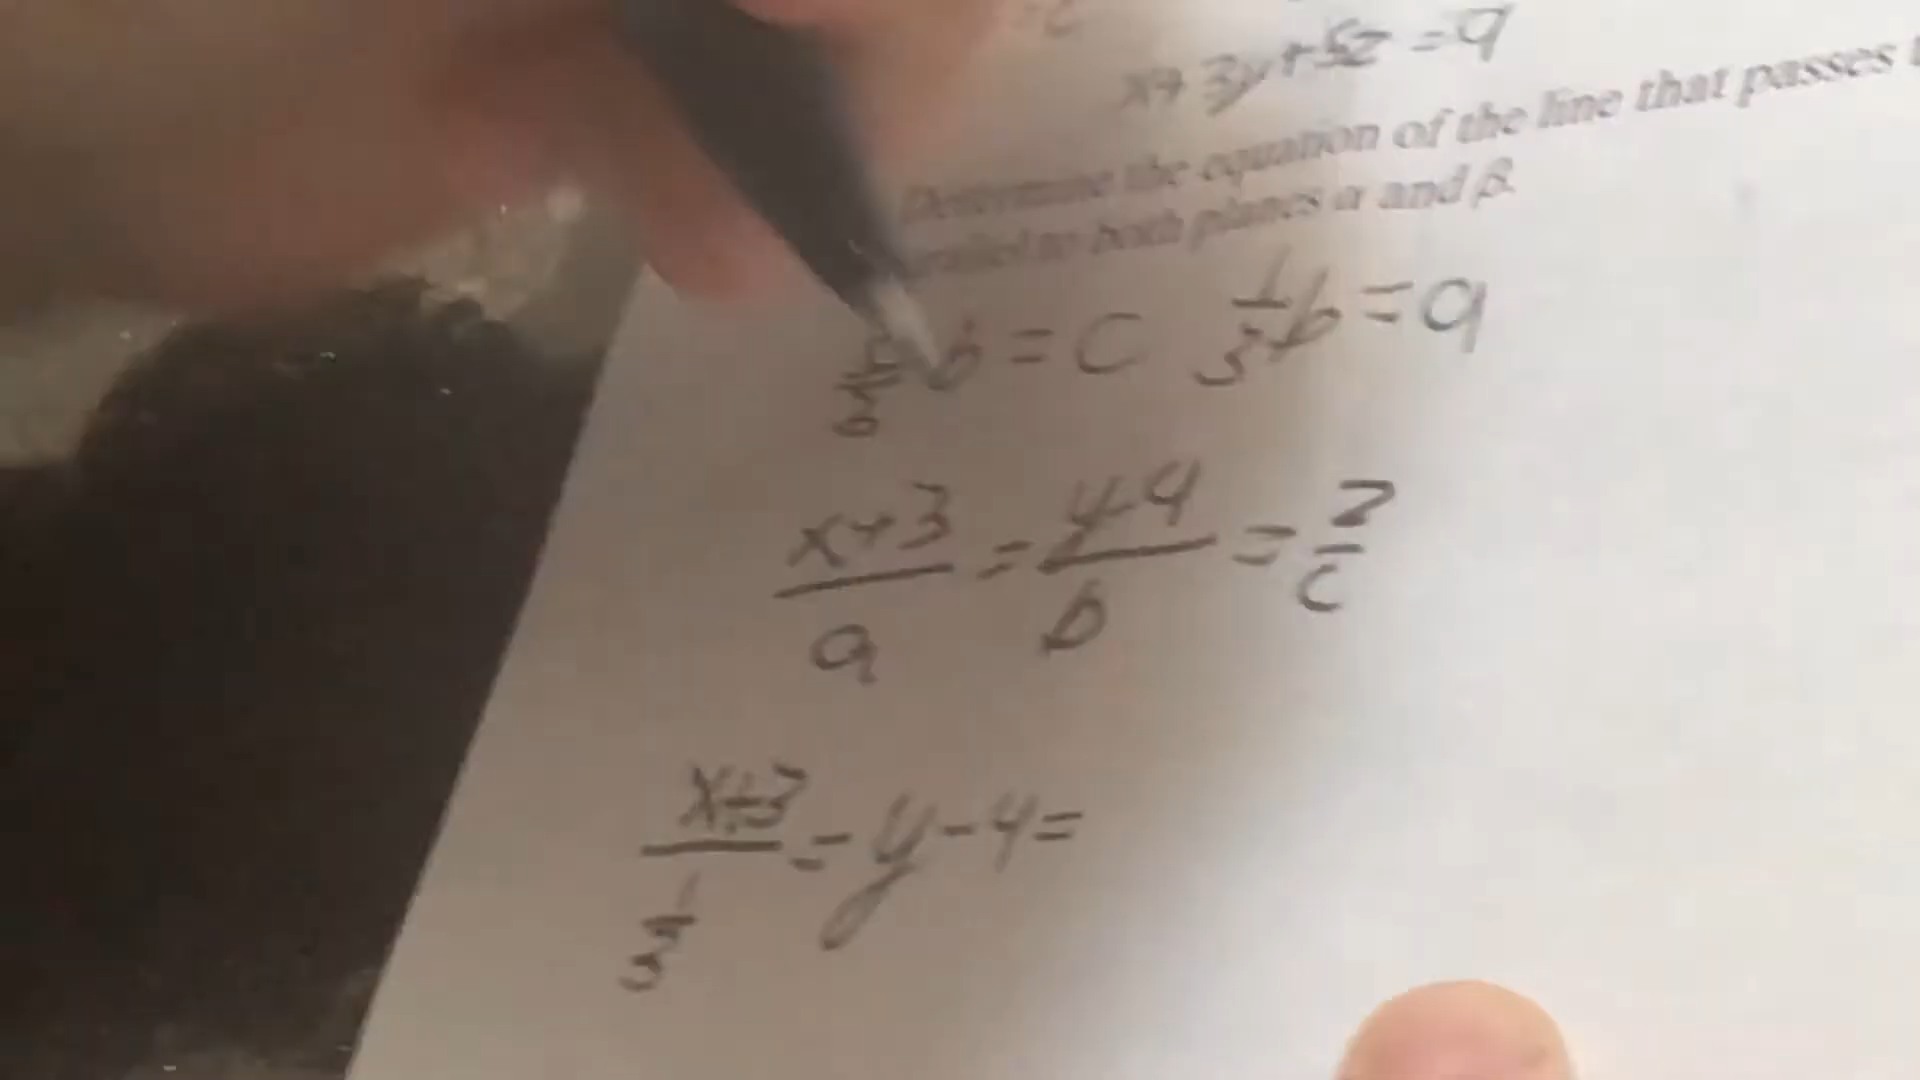 x+3y+5z=9
Determine the equation of the line that passes
parallel to both planes α and β.
b = C 1/3 b = a
x+3/a = y-4/b = z/c
x+3/(1/3) = y-4=